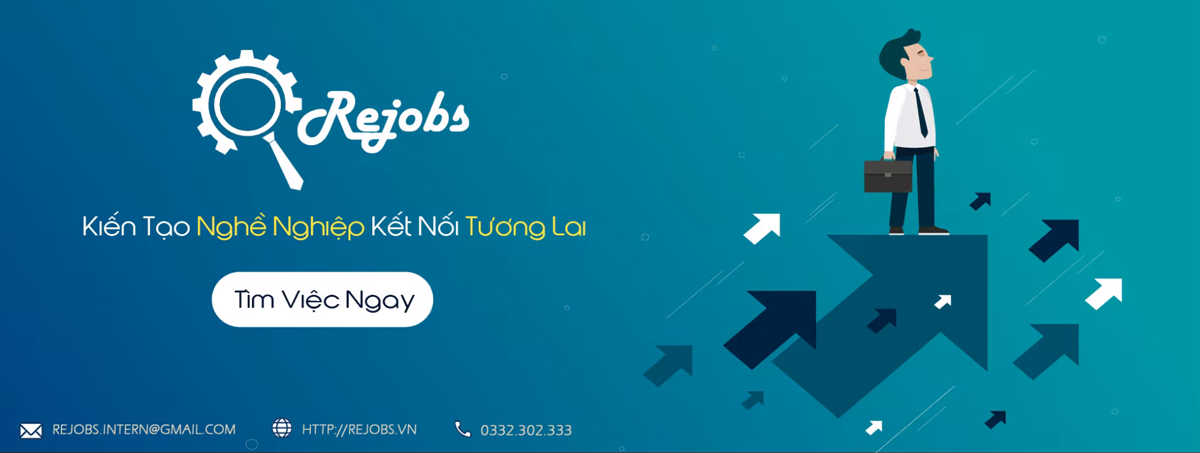 Rejobs
Kiến Tạo Nghề Nghiệp Kết Nối Tương Lai
Tìm Việc Ngay
REJOBS.INTERN@GMAIL.COM HTTP://REJOBS.VN 0332.302.333